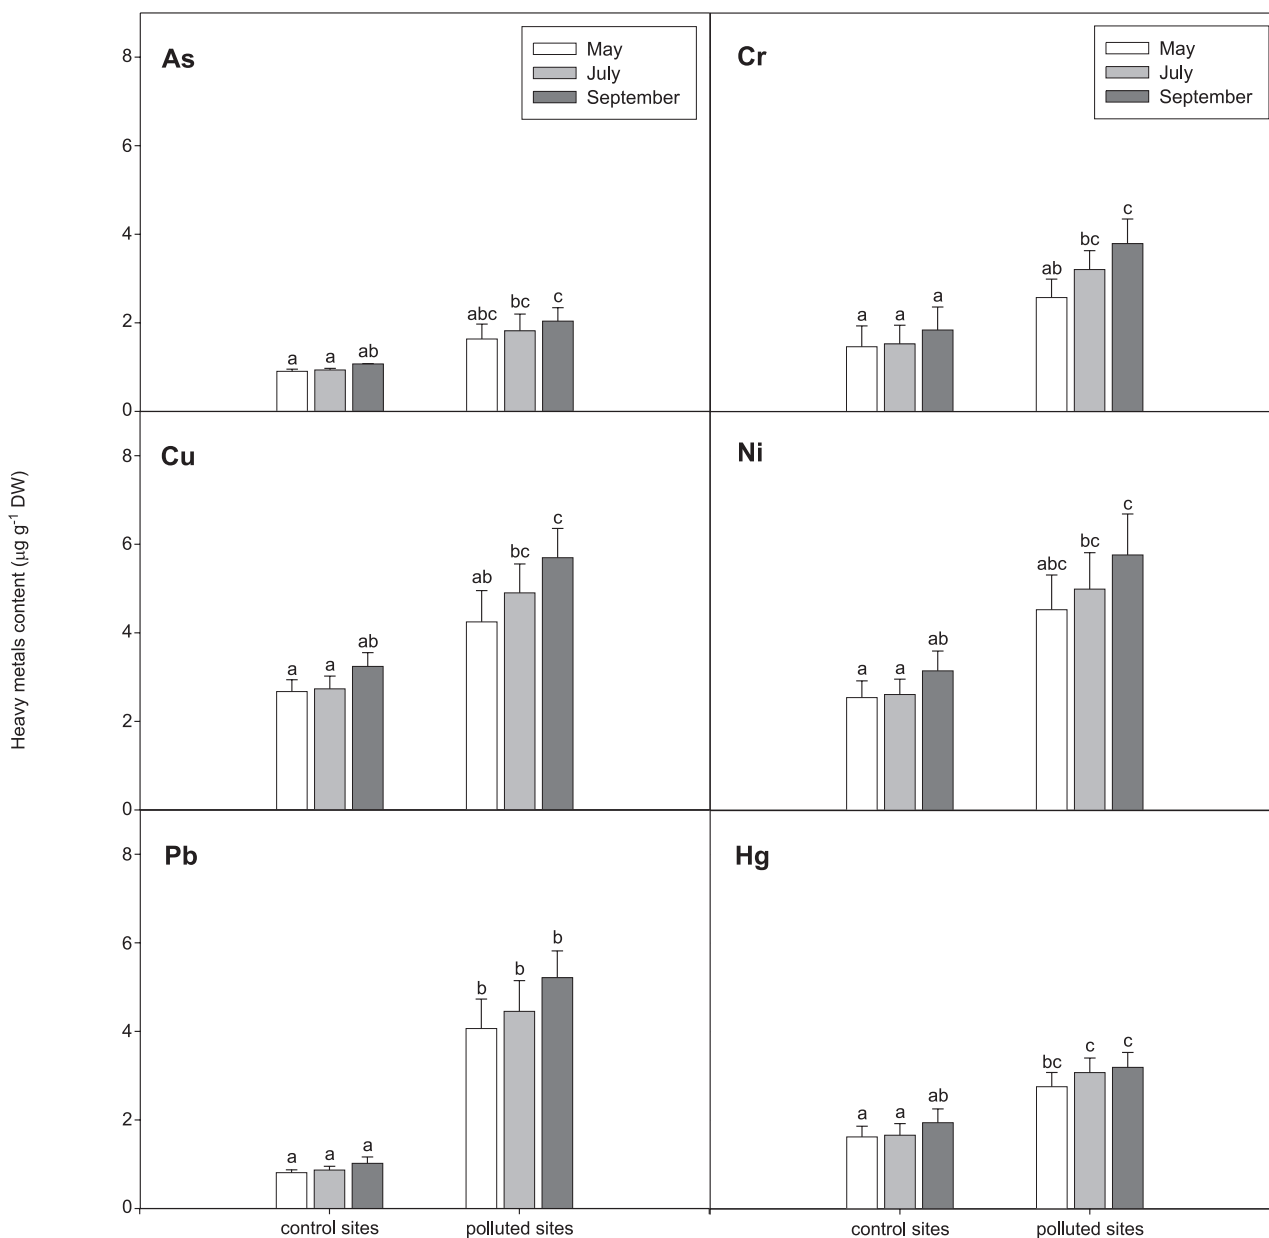 Heavy metals content (µg g-1 DW)
As
May
July
September
8
6
4
2
0
a a ab
abc bc c
Cr
May
July
September
a a a
ab bc c
Cu
8
6
4
2
0
a a ab
ab bc c
Ni
a a ab
abc bc c
Pb
8
6
4
2
0
a a a
b b b
control sites polluted sites
Hg
a a ab
bc c c
control sites polluted sites